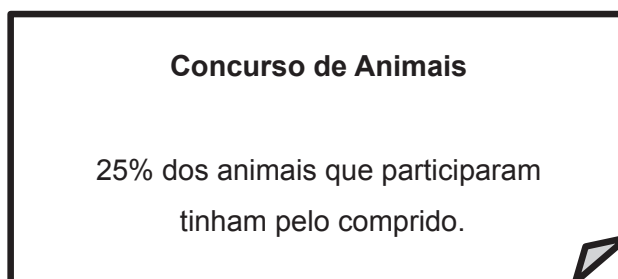 Concurso de Animais
25% dos animais que participaram
tinham pelo comprido.